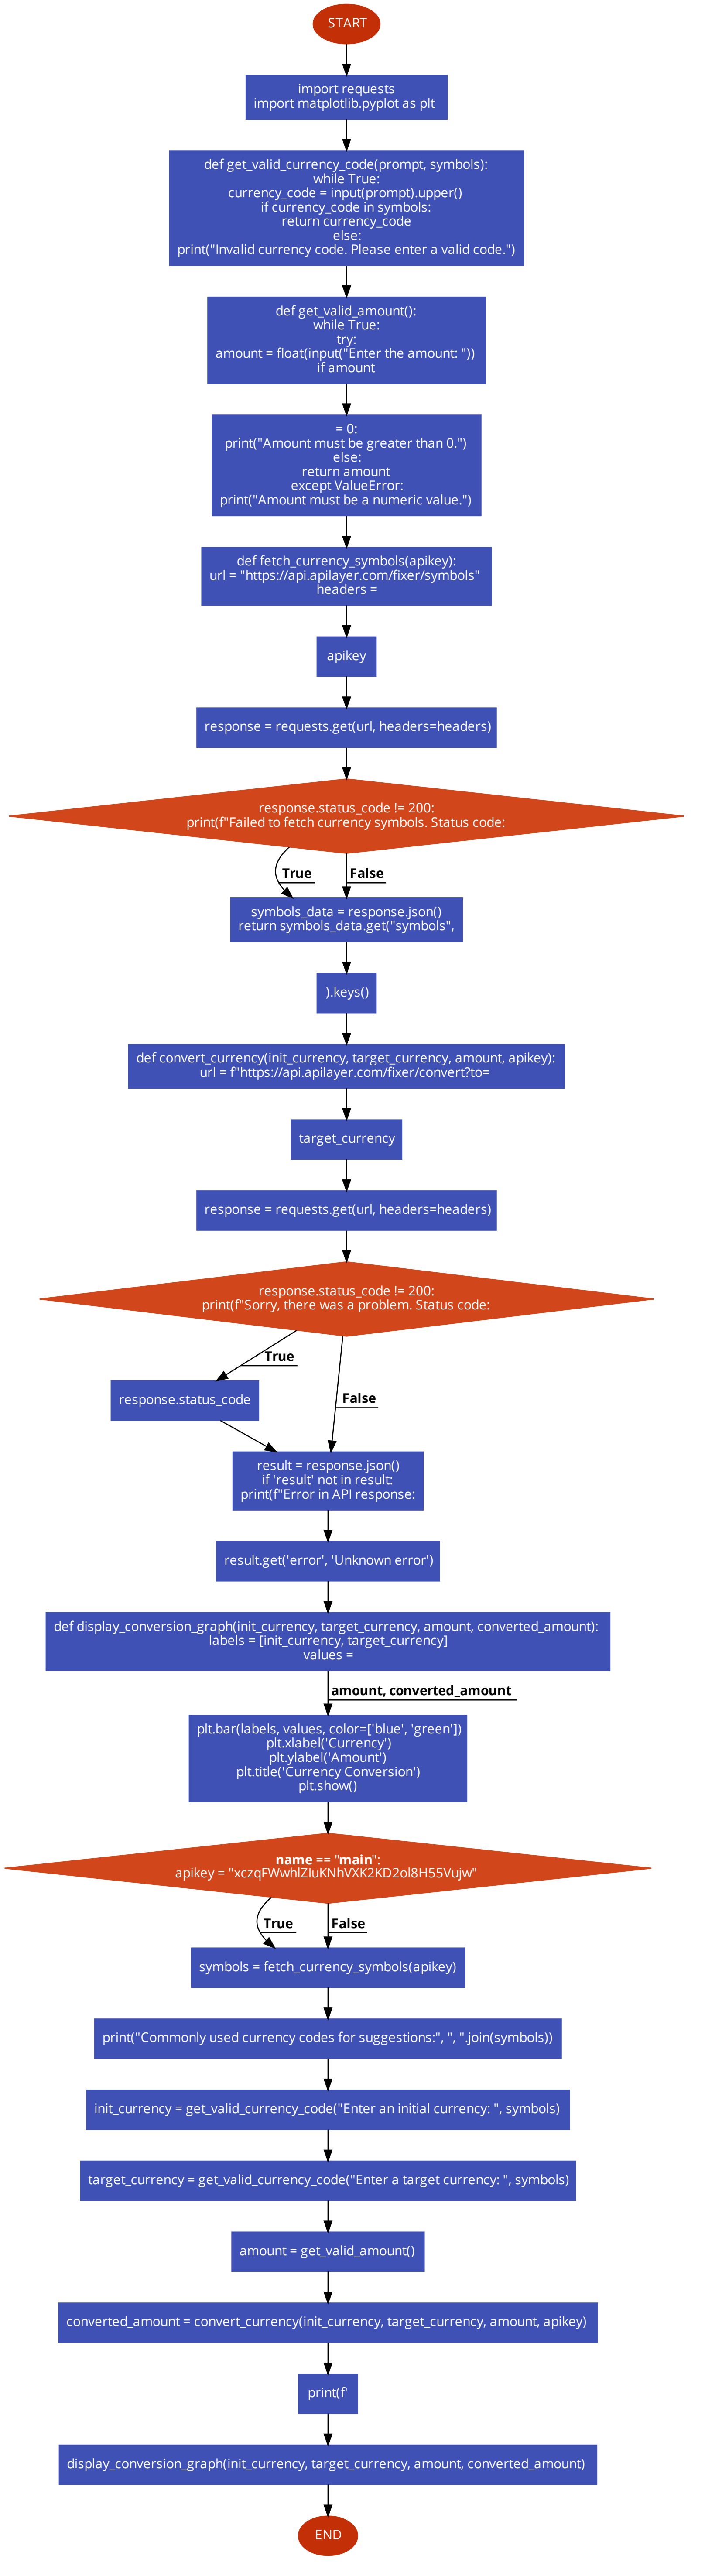 START
import requests
import matplotlib.pyplot as plt
def get_valid_currency_code(prompt, symbols):
while True:
currency_code = input(prompt).upper()
if currency_code in symbols:
return currency_code
else:
print("Invalid currency code. Please enter a valid code.")
def get_valid_amount():
while True:
try:
amount = float(input("Enter the amount: "))
if amount
= 0:
print("Amount must be greater than 0.")
else:
return amount
except ValueError:
print("Amount must be a numeric value.")
def fetch_currency_symbols(apikey):
url = "https://api.apilayer.com/fixer/symbols"
headers =
apikey
response = requests.get(url, headers=headers)
response.status_code != 200:
print(f"Failed to fetch currency symbols. Status code:
True
False
symbols_data = response.json()
return symbols_data.get("symbols",
).keys()
def convert_currency(init_currency, target_currency, amount, apikey):
url = f"https://api.apilayer.com/fixer/convert?to=
target_currency
response = requests.get(url, headers=headers)
response.status_code != 200:
print(f"Sorry, there was a problem. Status code:
True
response.status_code
False
result = response.json()
if 'result' not in result:
print(f"Error in API response:
result.get('error', 'Unknown error')
def display_conversion_graph(init_currency, target_currency, amount, converted_amount):
labels = [init_currency, target_currency]
values =
amount, converted_amount
plt.bar(labels, values, color=['blue', 'green'])
plt.xlabel('Currency')
plt.ylabel('Amount')
plt.title('Currency Conversion')
plt.show()
name == "main":
apikey = "xczqFWwhlZIuKNhVXK2KD2ol8H55Vujw"
True
False
symbols = fetch_currency_symbols(apikey)
print("Commonly used currency codes for suggestions:", ", ".join(symbols))
init_currency = get_valid_currency_code("Enter an initial currency: ", symbols)
target_currency = get_valid_currency_code("Enter a target currency: ", symbols)
amount = get_valid_amount()
converted_amount = convert_currency(init_currency, target_currency, amount, apikey)
print(f'
display_conversion_graph(init_currency, target_currency, amount, converted_amount)
END